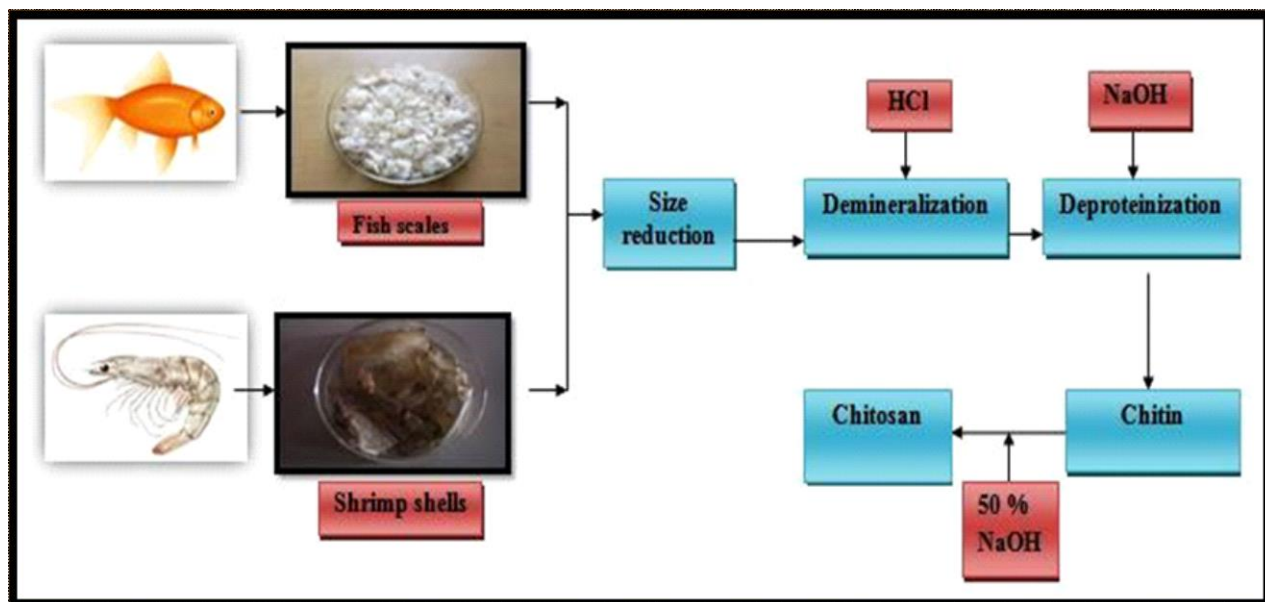 Fish scales
Shrimp shells
Size
reduction
HCl
Demineralization
NaOH
Deproteinization
Chitin
50 %
NaOH
Chitosan